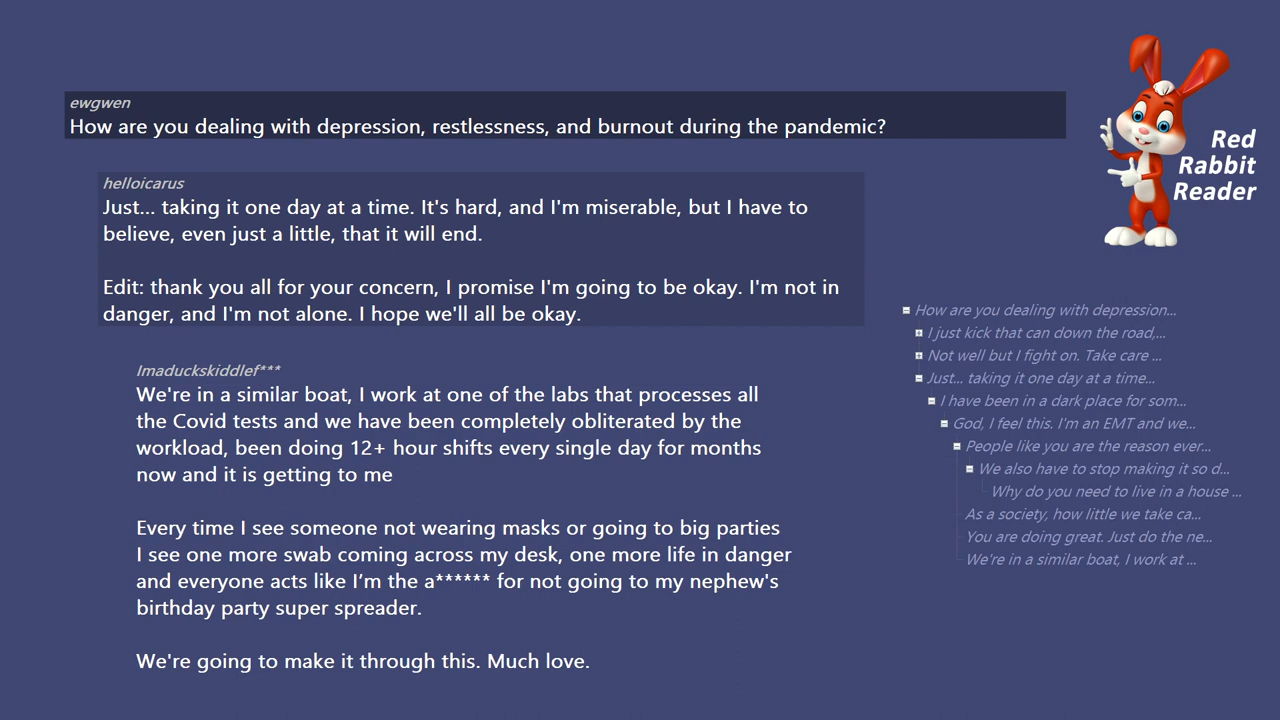 ewgwen
How are you dealing with depression, restlessness, and burnout during the pandemic?
helloicarus
Just... taking it one day at a time. It's hard, and I'm miserable, but I have to
believe, even just a little, that it will end.
Edit: thank you all for your concern, I promise I'm going to be okay. I'm not in
danger, and I'm not alone. I hope we'll all be okay.
Imaduckskiddlef***
We're in a similar boat, I work at one of the labs that processes all
the Covid tests and we have been completely obliterated by the
workload, been doing 12+ hour shifts every single day for months
now and it is getting to me
Every time I see someone not wearing masks or going to big parties
I see one more swab coming across my desk, one more life in danger
and everyone acts like I’m the a****** for not going to my nephew's
birthday party super spreader.
We're going to make it through this. Much love.
Red
Rabbit
Reader
How are you dealing with depression...
I just kick that can down the road,...
Not well but I fight on. Take care ...
Just... taking it one day at a time...
I have been in a dark place for som...
God, I feel this. I'm an EMT and we...
People like you are the reason ever...
We also have to stop making it so d...
Why do you need to live in a house ...
As a society, how little we take ca...
You are doing great. Just do the ne...
We're in a similar boat, I work at ...